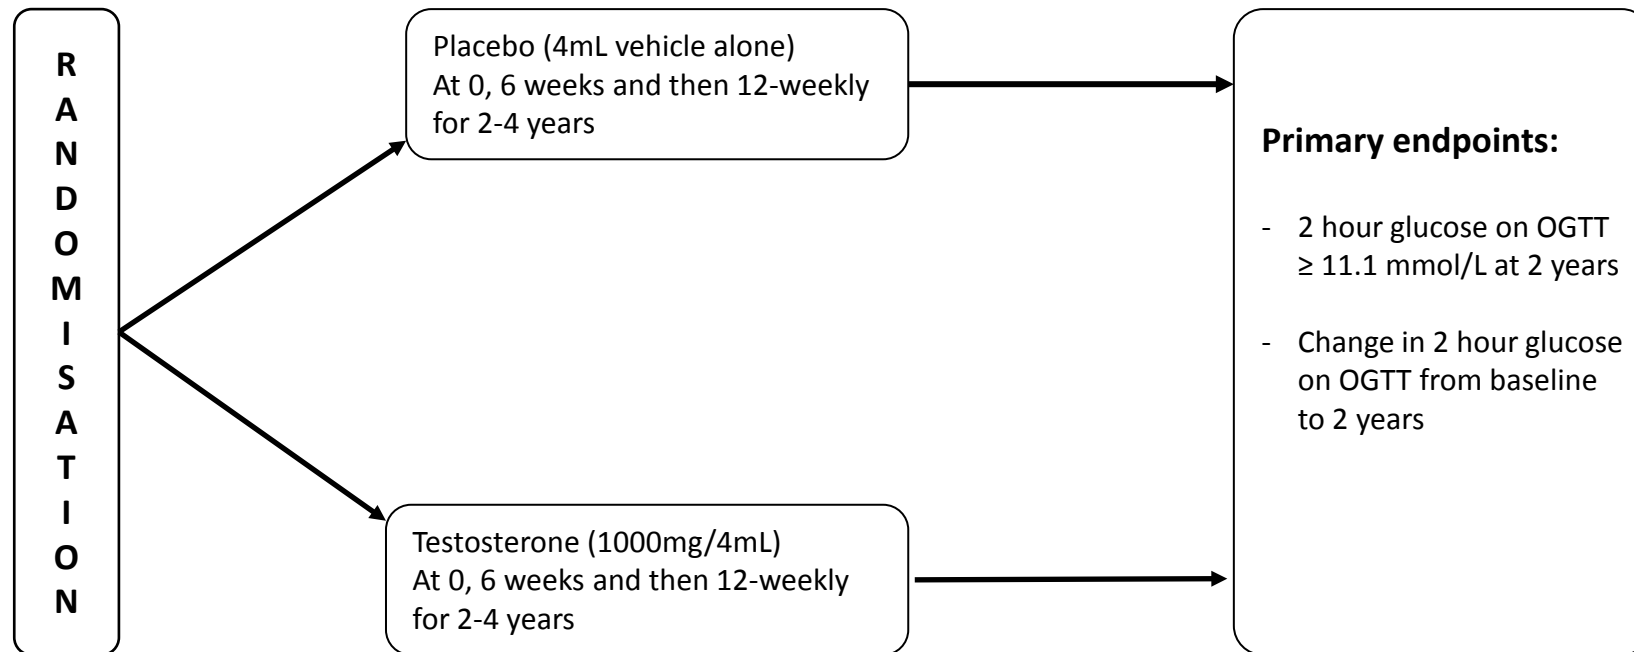 R
A
N
D
O
M
I
S
A
T
I
O
N
Placebo (4mL vehicle alone)
At 0, 6 weeks and then 12-weekly
for 2-4 years
Testosterone (1000mg/4mL)
At 0, 6 weeks and then 12-weekly
for 2-4 years
Primary endpoints:
- 2 hour glucose on OGTT
≥ 11.1 mmol/L at 2 years
- Change in 2 hour glucose
on OGTT from baseline
to 2 years